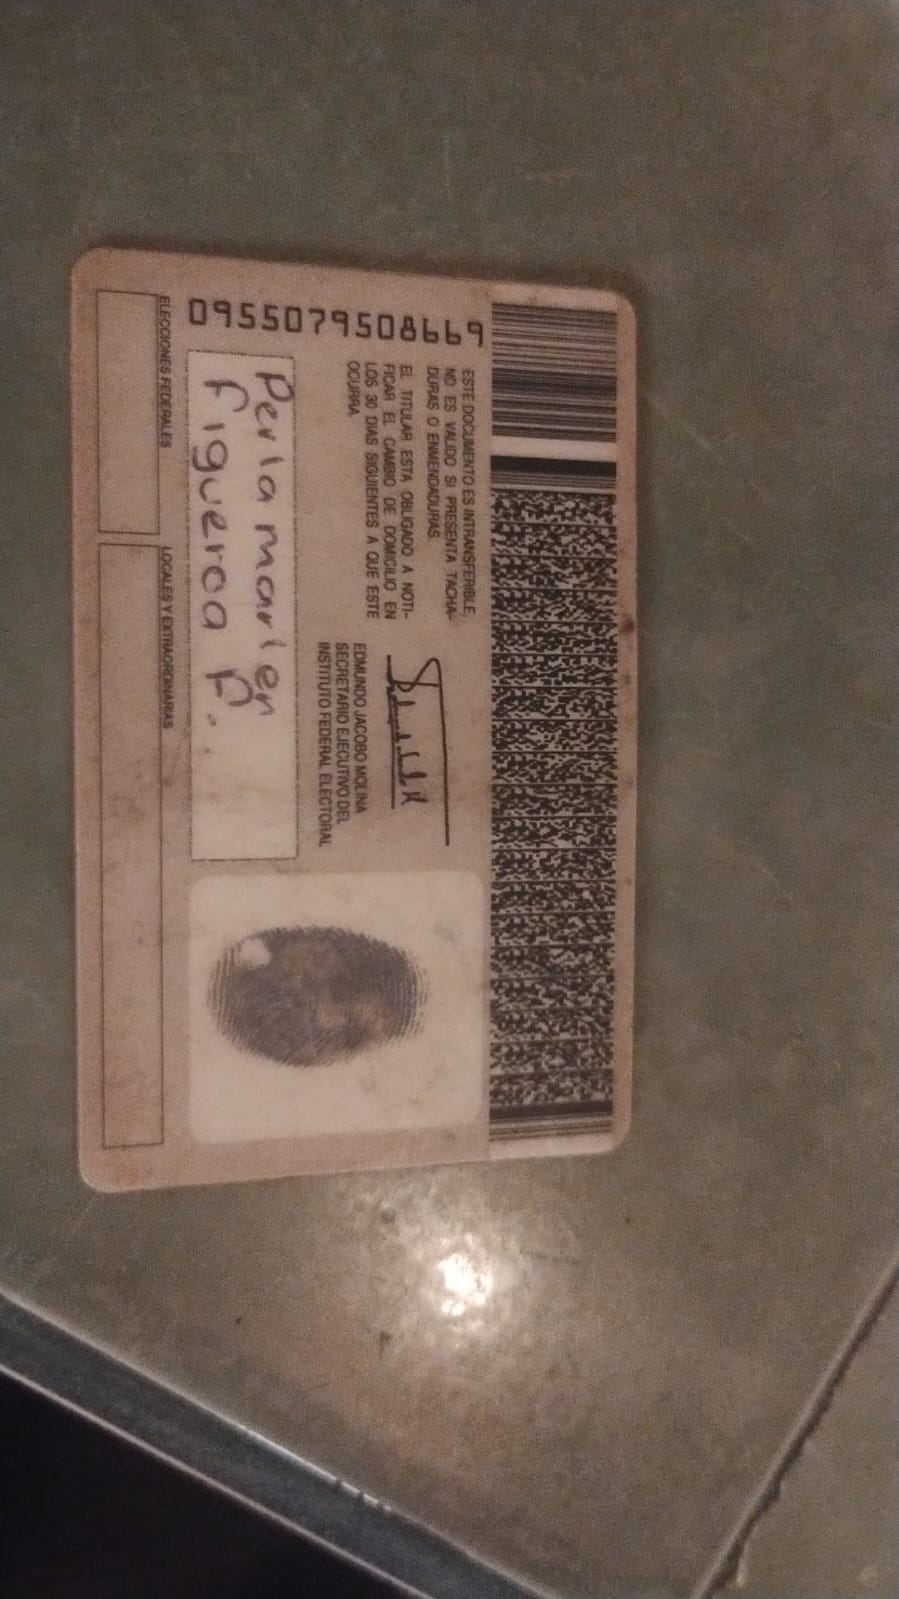 0955079508669
ESTE DOCUMENTO ES INTRANSFERIBLE,
NO ES VALIDO SI PRESENTA TACHA-
DURAS O ENMENDADURAS.
EL TITULAR ESTA OBLIGADO A NOTI-
FICAR EL CAMBIO DE DOMICILIO EN
LOS 30 DIAS SIGUIENTES A QUE ESTE
OCURRA.
EDMUNDO JACOBO MOLINA
SECRETARIO EJECUTIVO DEL
INSTITUTO FEDERAL ELECTORAL
Perla marlen
Figueroa P.
ELECCIONES FEDERALES
LOCALES Y EXTRAORDINARIAS